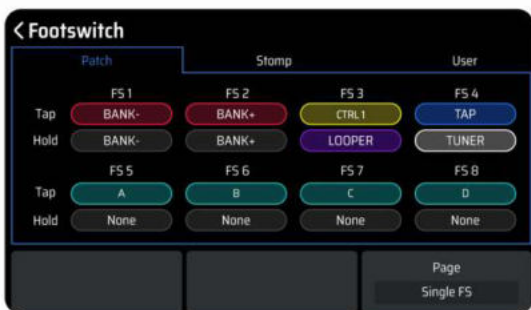 < Footswitch
Patch Stomp User
FS 1 FS 2 FS 3 FS 4
Tap BANK- BANK+ CTRL 1 TAP
Hold BANK- BANK+ LOOPER TUNER
FS 5 FS 6 FS 7 FS 8
Tap A B C D
Hold None None None None
Page
Single FS